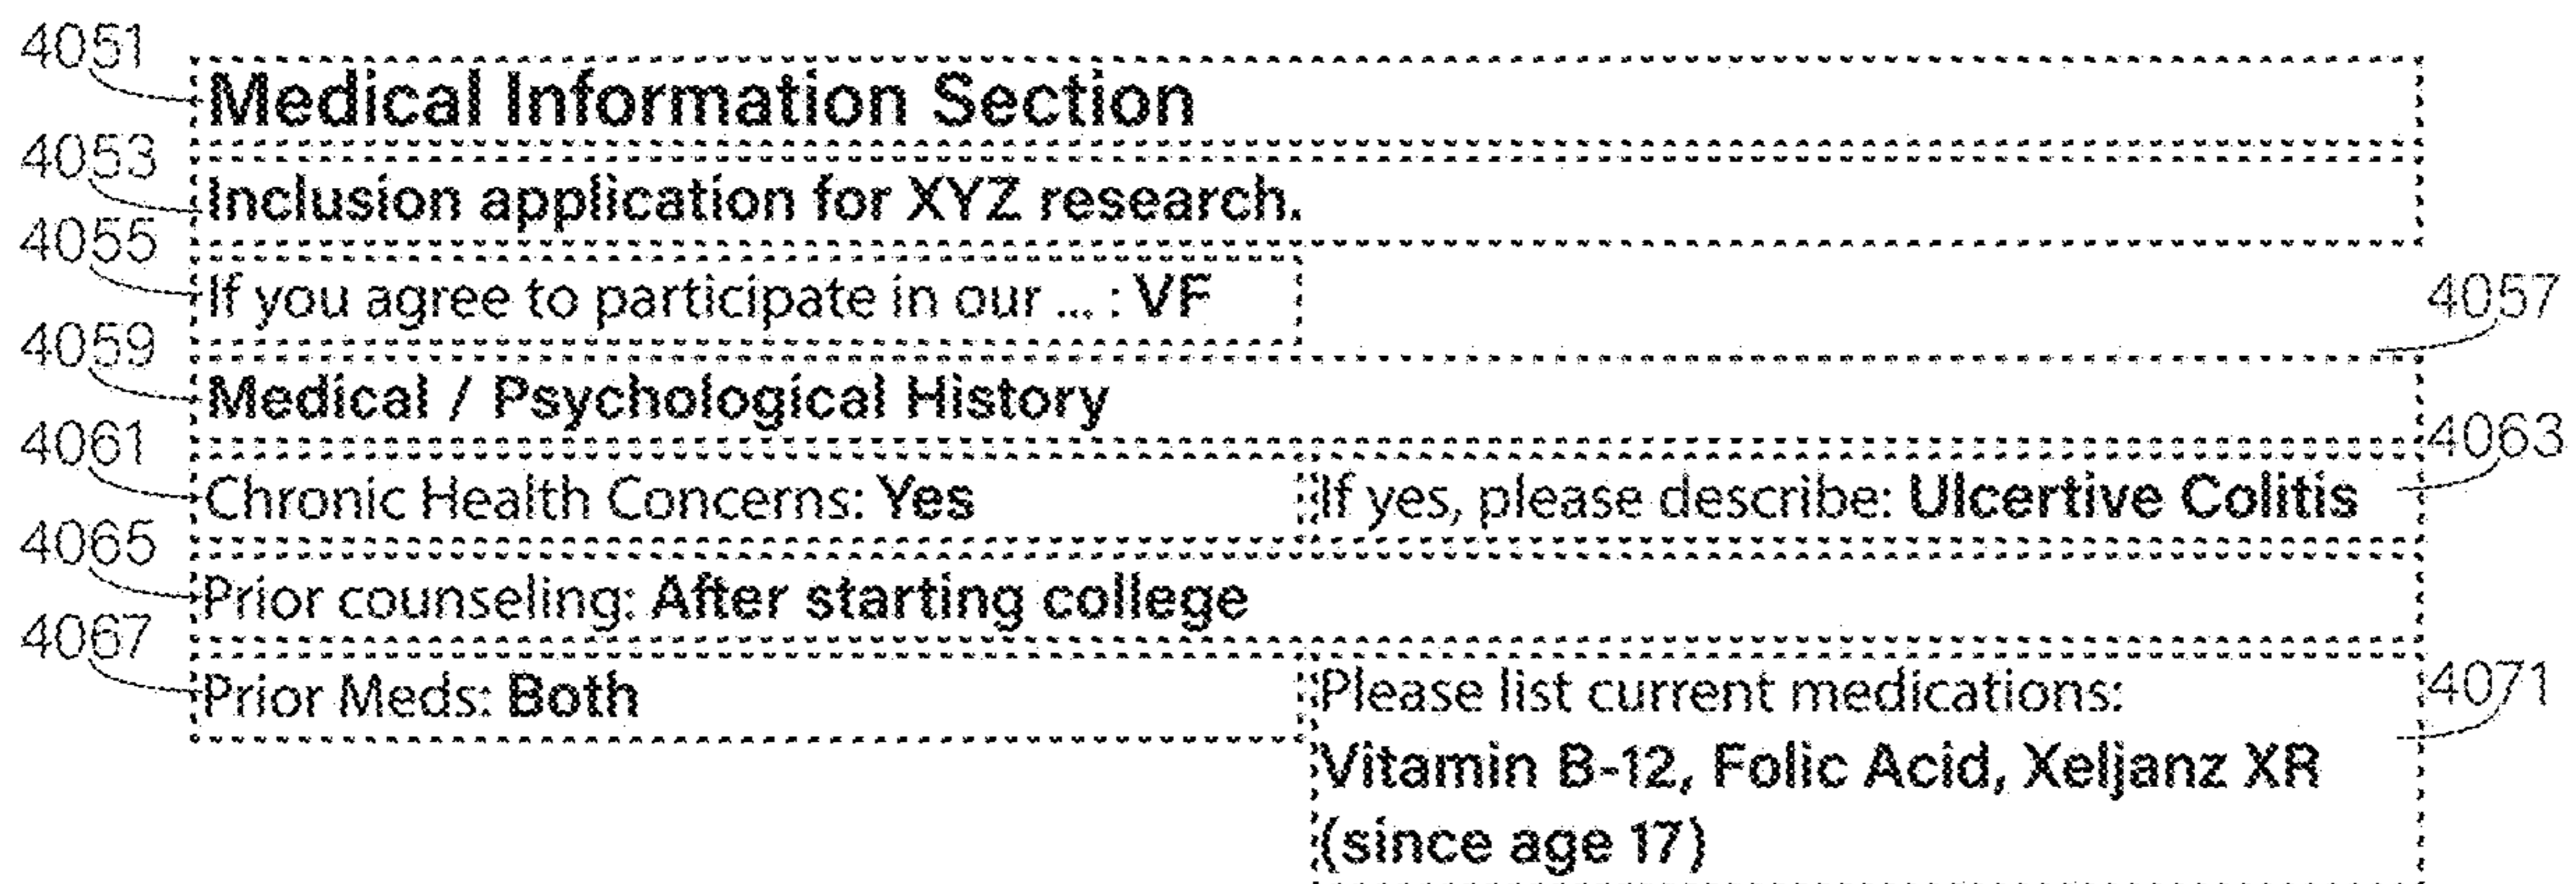 4051
Medical Information Section
4053
Inclusion application for XYZ research.
4055
If you agree to participate in our ... : VF
4057
4059
Medical / Psychological History
4061
Chronic Health Concerns: Yes
If yes, please describe: Ulcertive Colitis
4063
4065
Prior counseling: After starting college
4067
Prior Meds: Both
Please list current medications:
4071
Vitamin B-12, Folic Acid, Xeljanz XR
(since age 17)